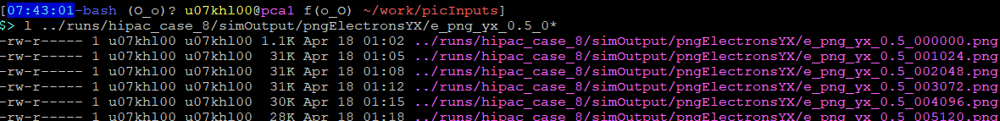 [07:43:01-bash (O_o)? u07khl00@pca1 f(o_O) ~/work/picInputs]
$> l ../runs/hipac_case_8/simOutput/pngElectronsYX/e_png_yx_0.5_0*
-rw-r----- 1 u07khl00 u07khl00 1.1K Apr 18 01:02 ../runs/hipac_case_8/simOutput/pngElectronsYX/e_png_yx_0.5_000000.png
-rw-r----- 1 u07khl00 u07khl00  31K Apr 18 01:05 ../runs/hipac_case_8/simOutput/pngElectronsYX/e_png_yx_0.5_001024.png
-rw-r----- 1 u07khl00 u07khl00  31K Apr 18 01:08 ../runs/hipac_case_8/simOutput/pngElectronsYX/e_png_yx_0.5_002048.png
-rw-r----- 1 u07khl00 u07khl00  31K Apr 18 01:12 ../runs/hipac_case_8/simOutput/pngElectronsYX/e_png_yx_0.5_003072.png
-rw-r----- 1 u07khl00 u07khl00  30K Apr 18 01:15 ../runs/hipac_case_8/simOutput/pngElectronsYX/e_png_yx_0.5_004096.png
-rw-r----- 1 u07khl00 u07khl00  28K Apr 18 01:18 ../runs/hipac_case_8/simOutput/pngElectronsYX/e_png_yx_0.5_005120.png